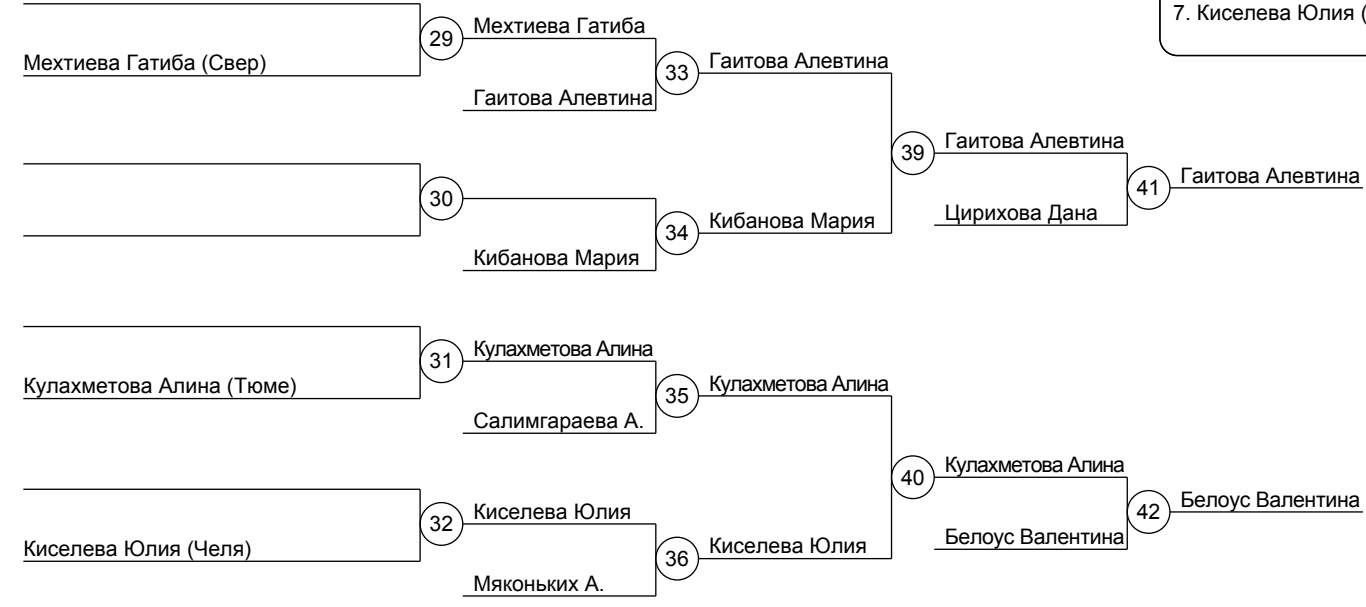 7. Киселева Юлия (
Мехтиева Гатиба
29
Мехтиева Гатиба (Свер)
Гаитова Алевтина
33
Гаитова Алевтина
Гаитова Алевтина
39
Гаитова Алевтина
41
30
Кибанова Мария
Цирихова Дана
34
Кибанова Мария
Кулахметова Алина
31
Кулахметова Алина (Тюме)
Кулахметова Алина
35
Салимгараева А.
Кулахметова Алина
40
Белоус Валентина
Киселева Юлия
42
32
Белоус Валентина
Киселева Юлия (Челя)
Киселева Юлия
36
Мяконьких А.